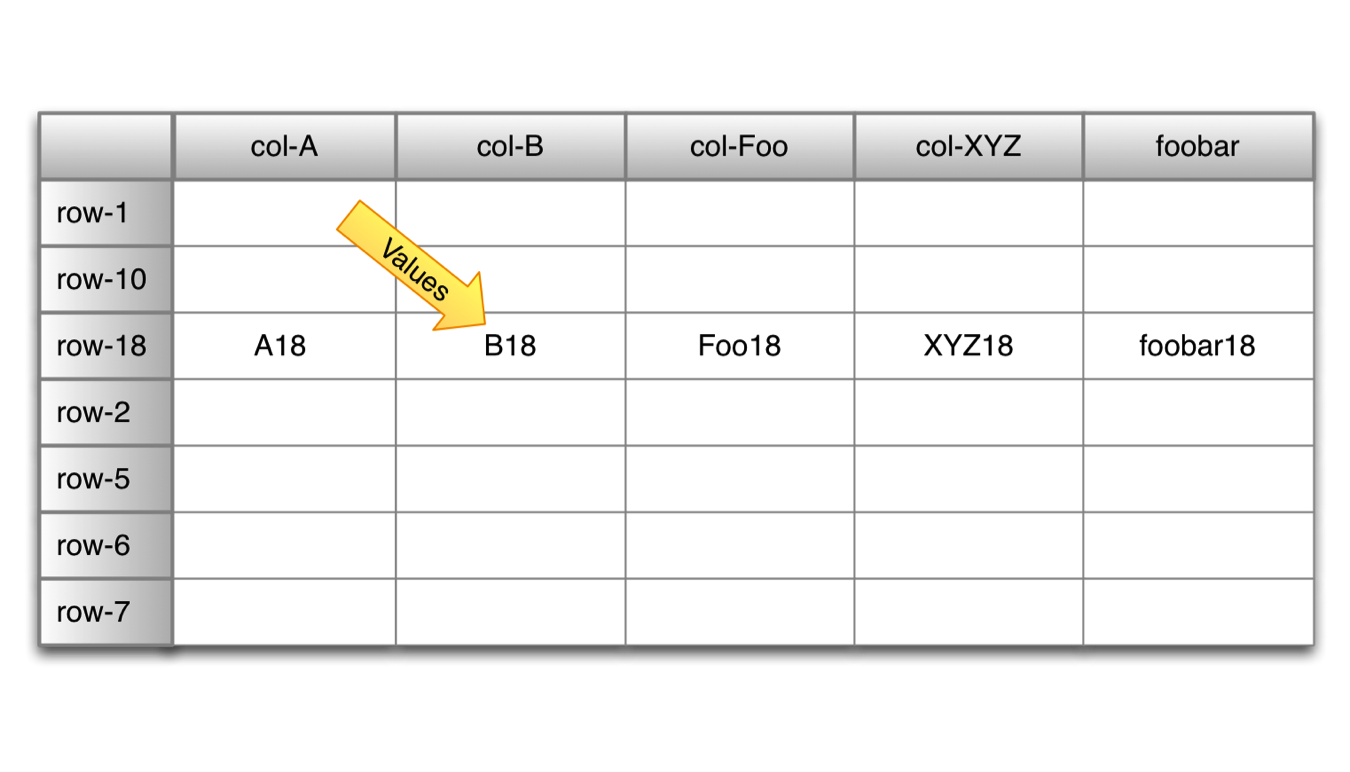 col-A col-B col-Foo col-XYZ foobar
row-1
Values
row-10
row-18 A18 B18 Foo18 XYZ18 foobar18
row-2
row-5
row-6
row-7